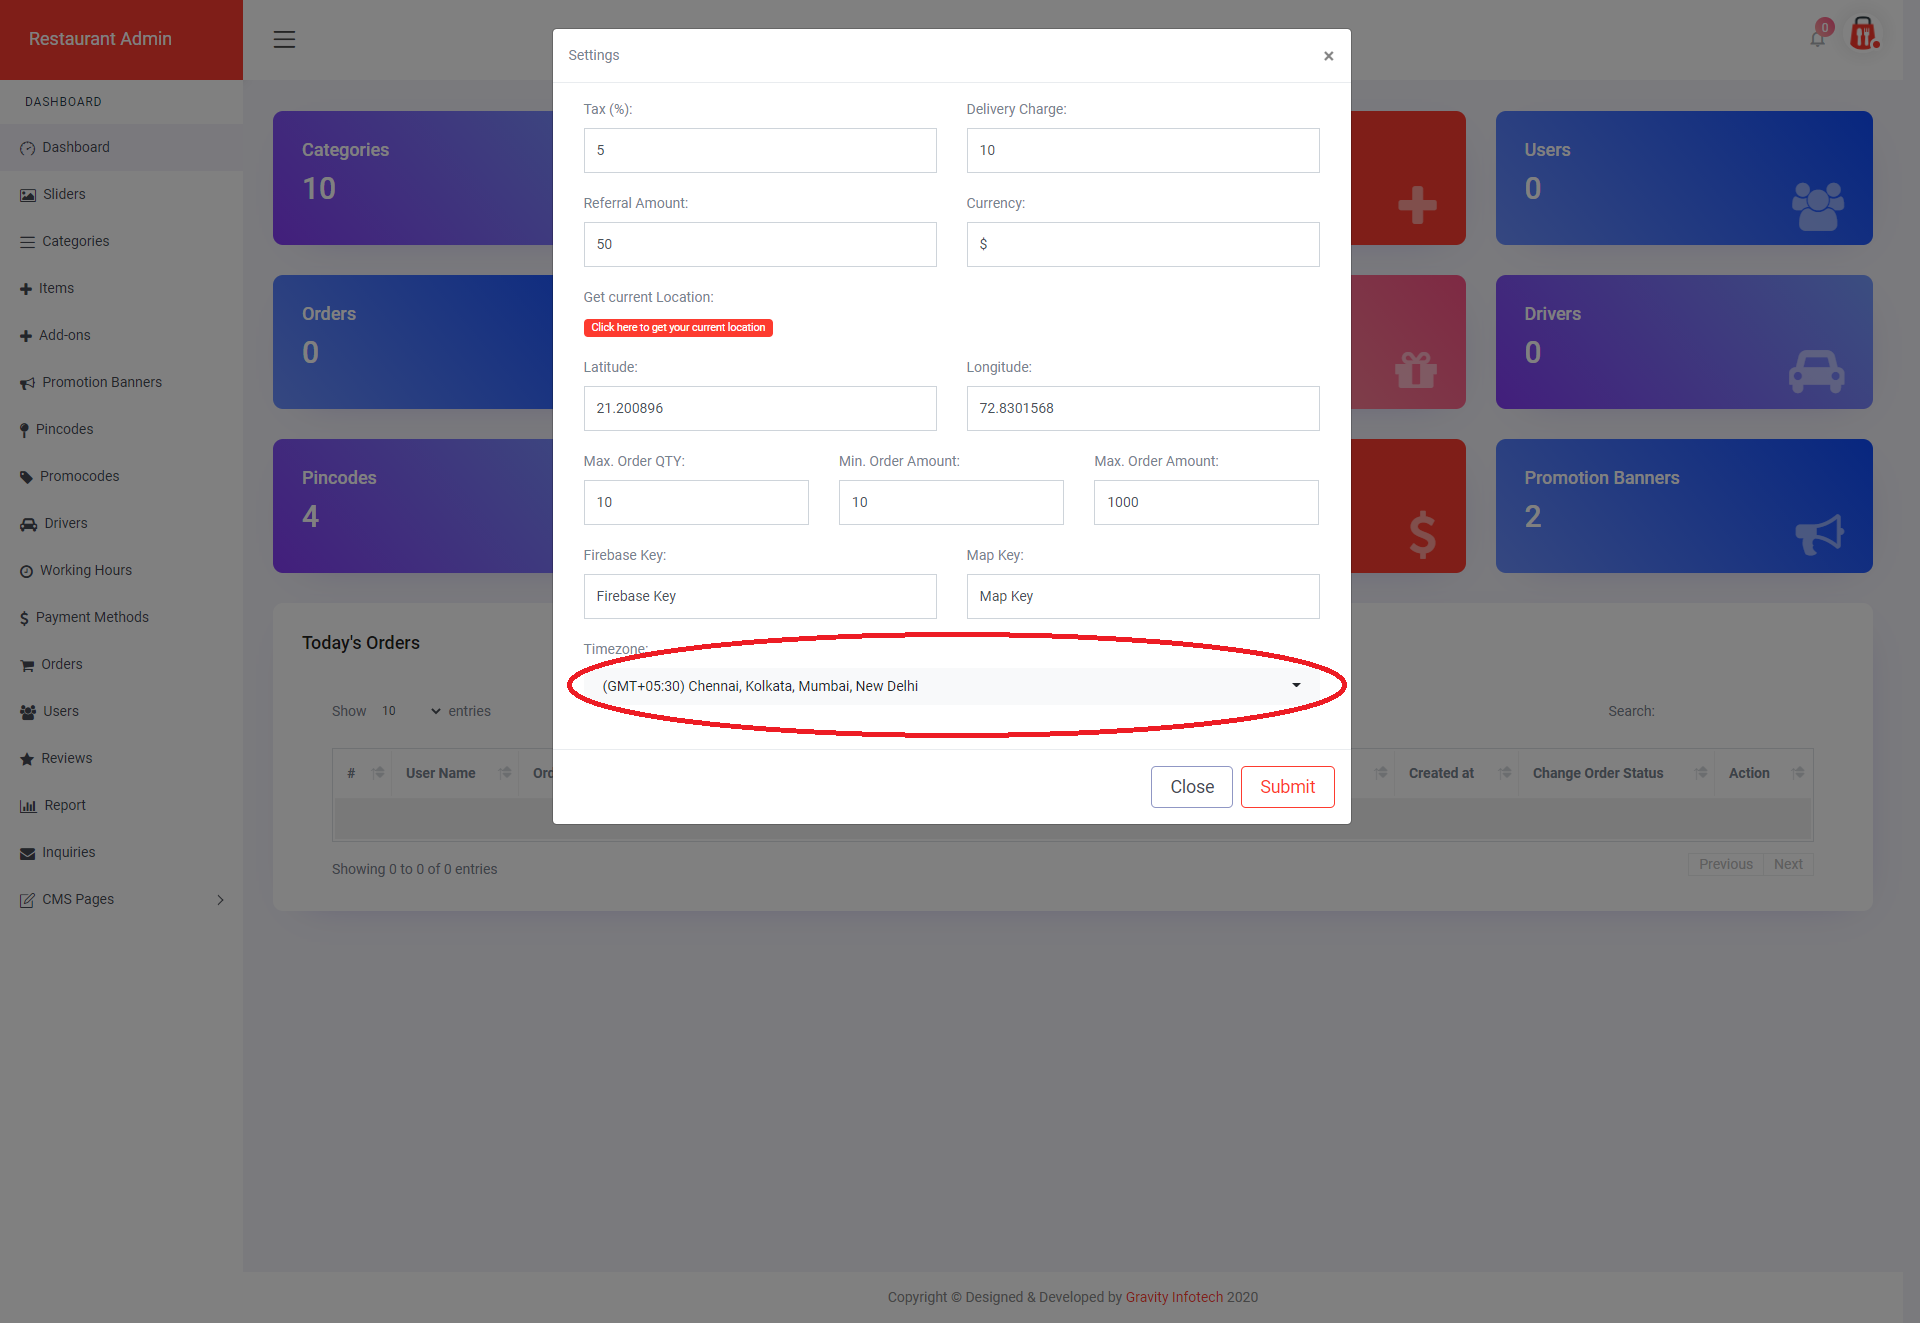 Restaurant Admin
0
DASHBOARD
Dashboard
Sliders
Categories
Items
Add-ons
Promotion Banners
Pincodes
Promocodes
Drivers
Working Hours
Payment Methods
Orders
Users
Reviews
Report
Inquiries
CMS Pages
Categories
10
Users
0
Orders
0
Drivers
0
Pincodes
4
Promotion Banners
2
Settings
×
Tax (%):
Delivery Charge:
5
10
Referral Amount:
Currency:
50
$
Get current Location:
Click here to get your current location
Latitude:
Longitude:
21.200896
72.8301568
Max. Order QTY:
Min. Order Amount:
Max. Order Amount:
10
10
1000
Firebase Key:
Map Key:
Firebase Key
Map Key
Timezone:
(GMT+05:30) Chennai, Kolkata, Mumbai, New Delhi
Close
Submit
Today's Orders
Show 10 entries
Search:
# User Name Created at Change Order Status Action
Showing 0 to 0 of 0 entries
Previous Next
Copyright © Designed & Developed by Gravity Infotech 2020